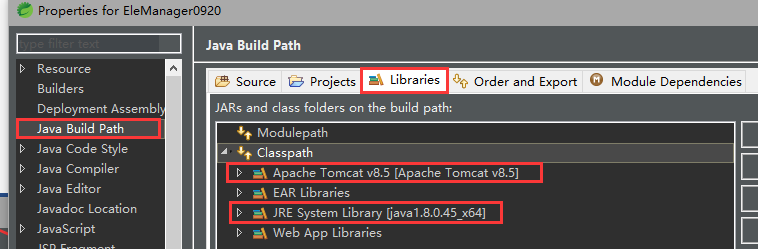 Properties for EleManager0920
type filter text
Resource
Builders
Deployment Assembly
Java Build Path
Java Code Style
Java Compiler
Java Editor
Javadoc Location
JavaScript
JSP Fragment
Java Build Path
Source Projects Libraries Order and Export Module Dependencies
JARs and class folders on the build path:
Modulepath
Classpath
Apache Tomcat v8.5 [Apache Tomcat v8.5]
EAR Libraries
JRE System Library [java1.8.0.45_x64]
Web App Libraries